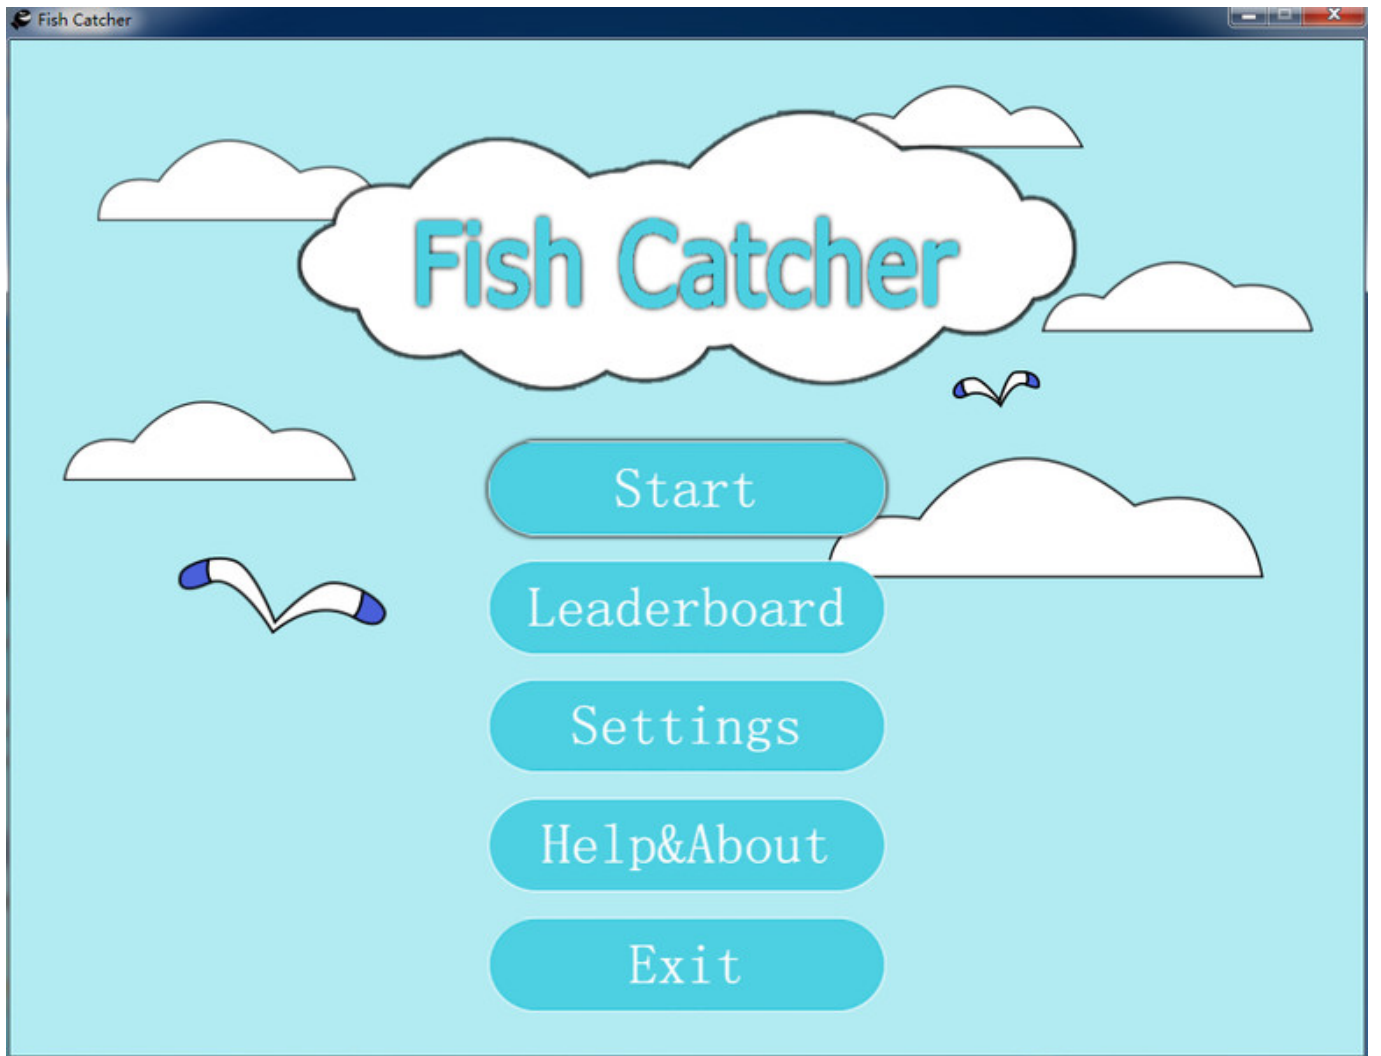 Fish Catcher
Fish Catcher
Start
Leaderboard
Settings
Help&About
Exit